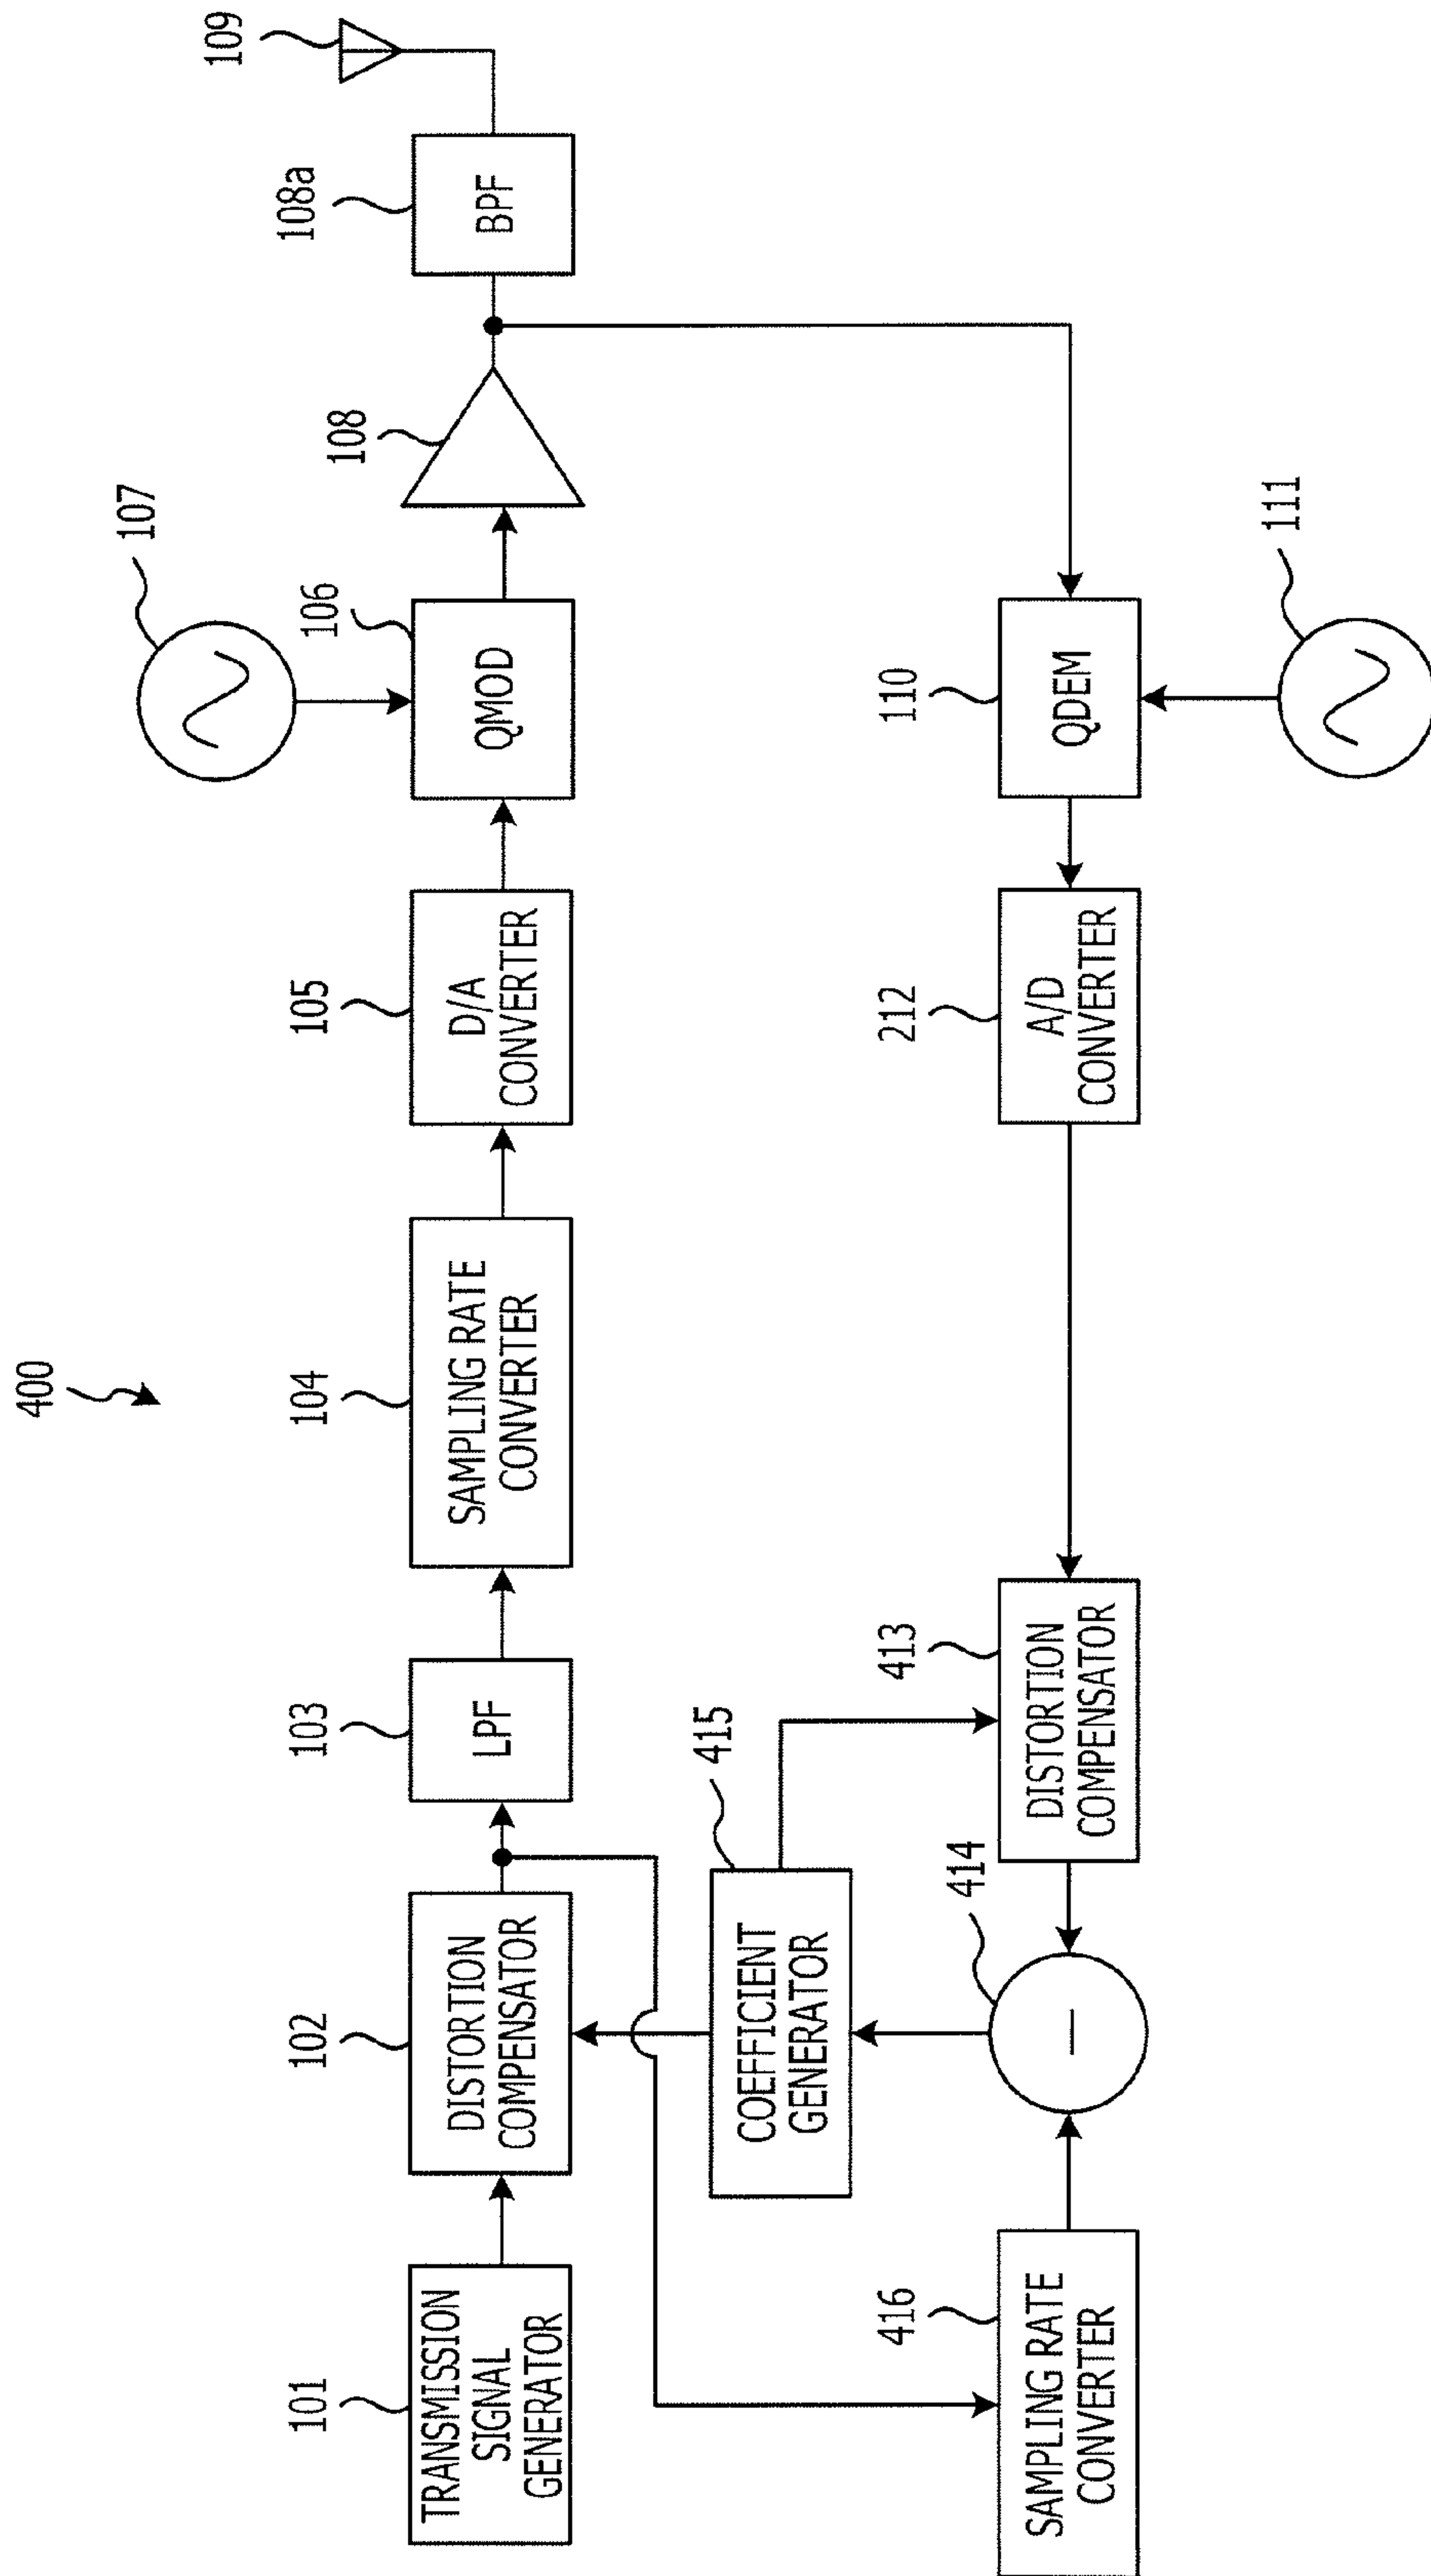 400
101
TRANSMISSION
SIGNAL
GENERATOR
102
DISTORTION
COMPENSATOR
103
LPF
104
SAMPLING RATE
CONVERTER
105
D/A
CONVERTER
106
QMOD
107
108
108a
BPF
109
415
COEFFICIENT
GENERATOR
416
SAMPLING RATE
CONVERTER
414
−
413
DISTORTION
COMPENSATOR
212
A/D
CONVERTER
110
QDEM
111